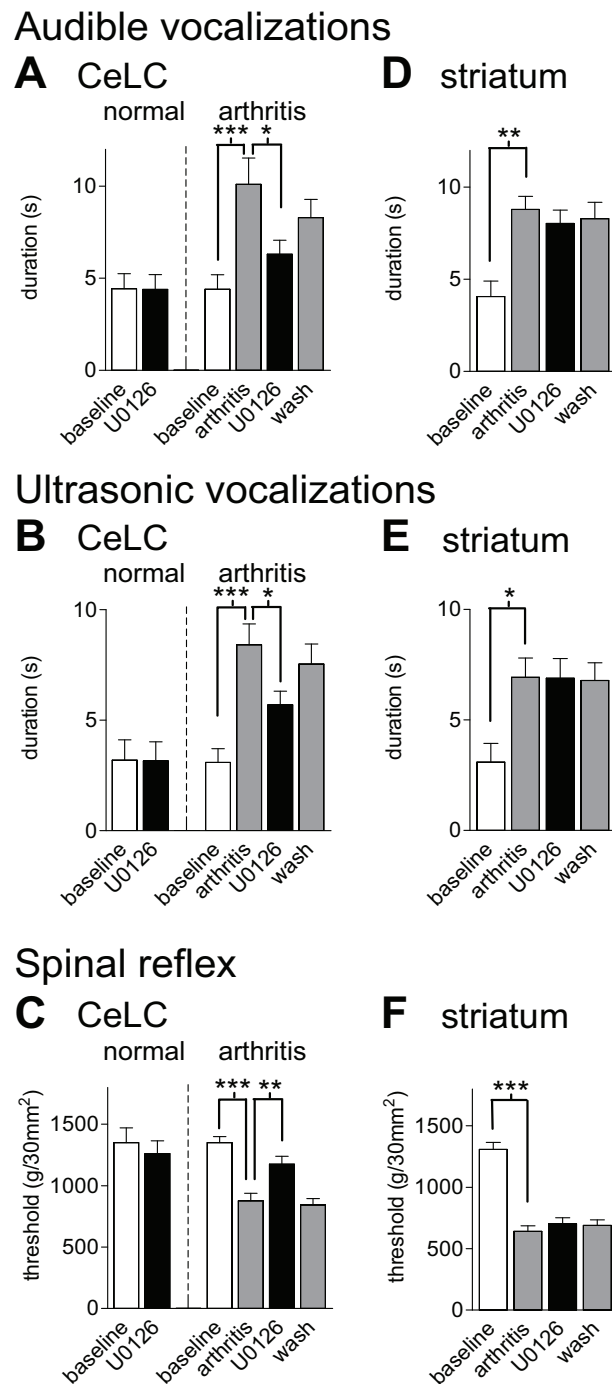 Audible vocalizations
A CeLC
normal arthritis
*** *
duration (s)
10
5
0
baseline
U0126
baseline
arthritis
U0126
wash
D striatum
**
duration (s)
10
5
0
baseline
arthritis
U0126
wash
Ultrasonic vocalizations
B CeLC
normal arthritis
*** *
duration (s)
10
5
0
baseline
U0126
baseline
arthritis
U0126
wash
E striatum
*
duration (s)
10
5
0
baseline
arthritis
U0126
wash
Spinal reflex
C CeLC
normal arthritis
*** **
threshold (g/30mm²)
1500
1000
500
0
baseline
U0126
baseline
arthritis
U0126
wash
F striatum
***
threshold (g/30mm²)
1500
1000
500
0
baseline
arthritis
U0126
wash